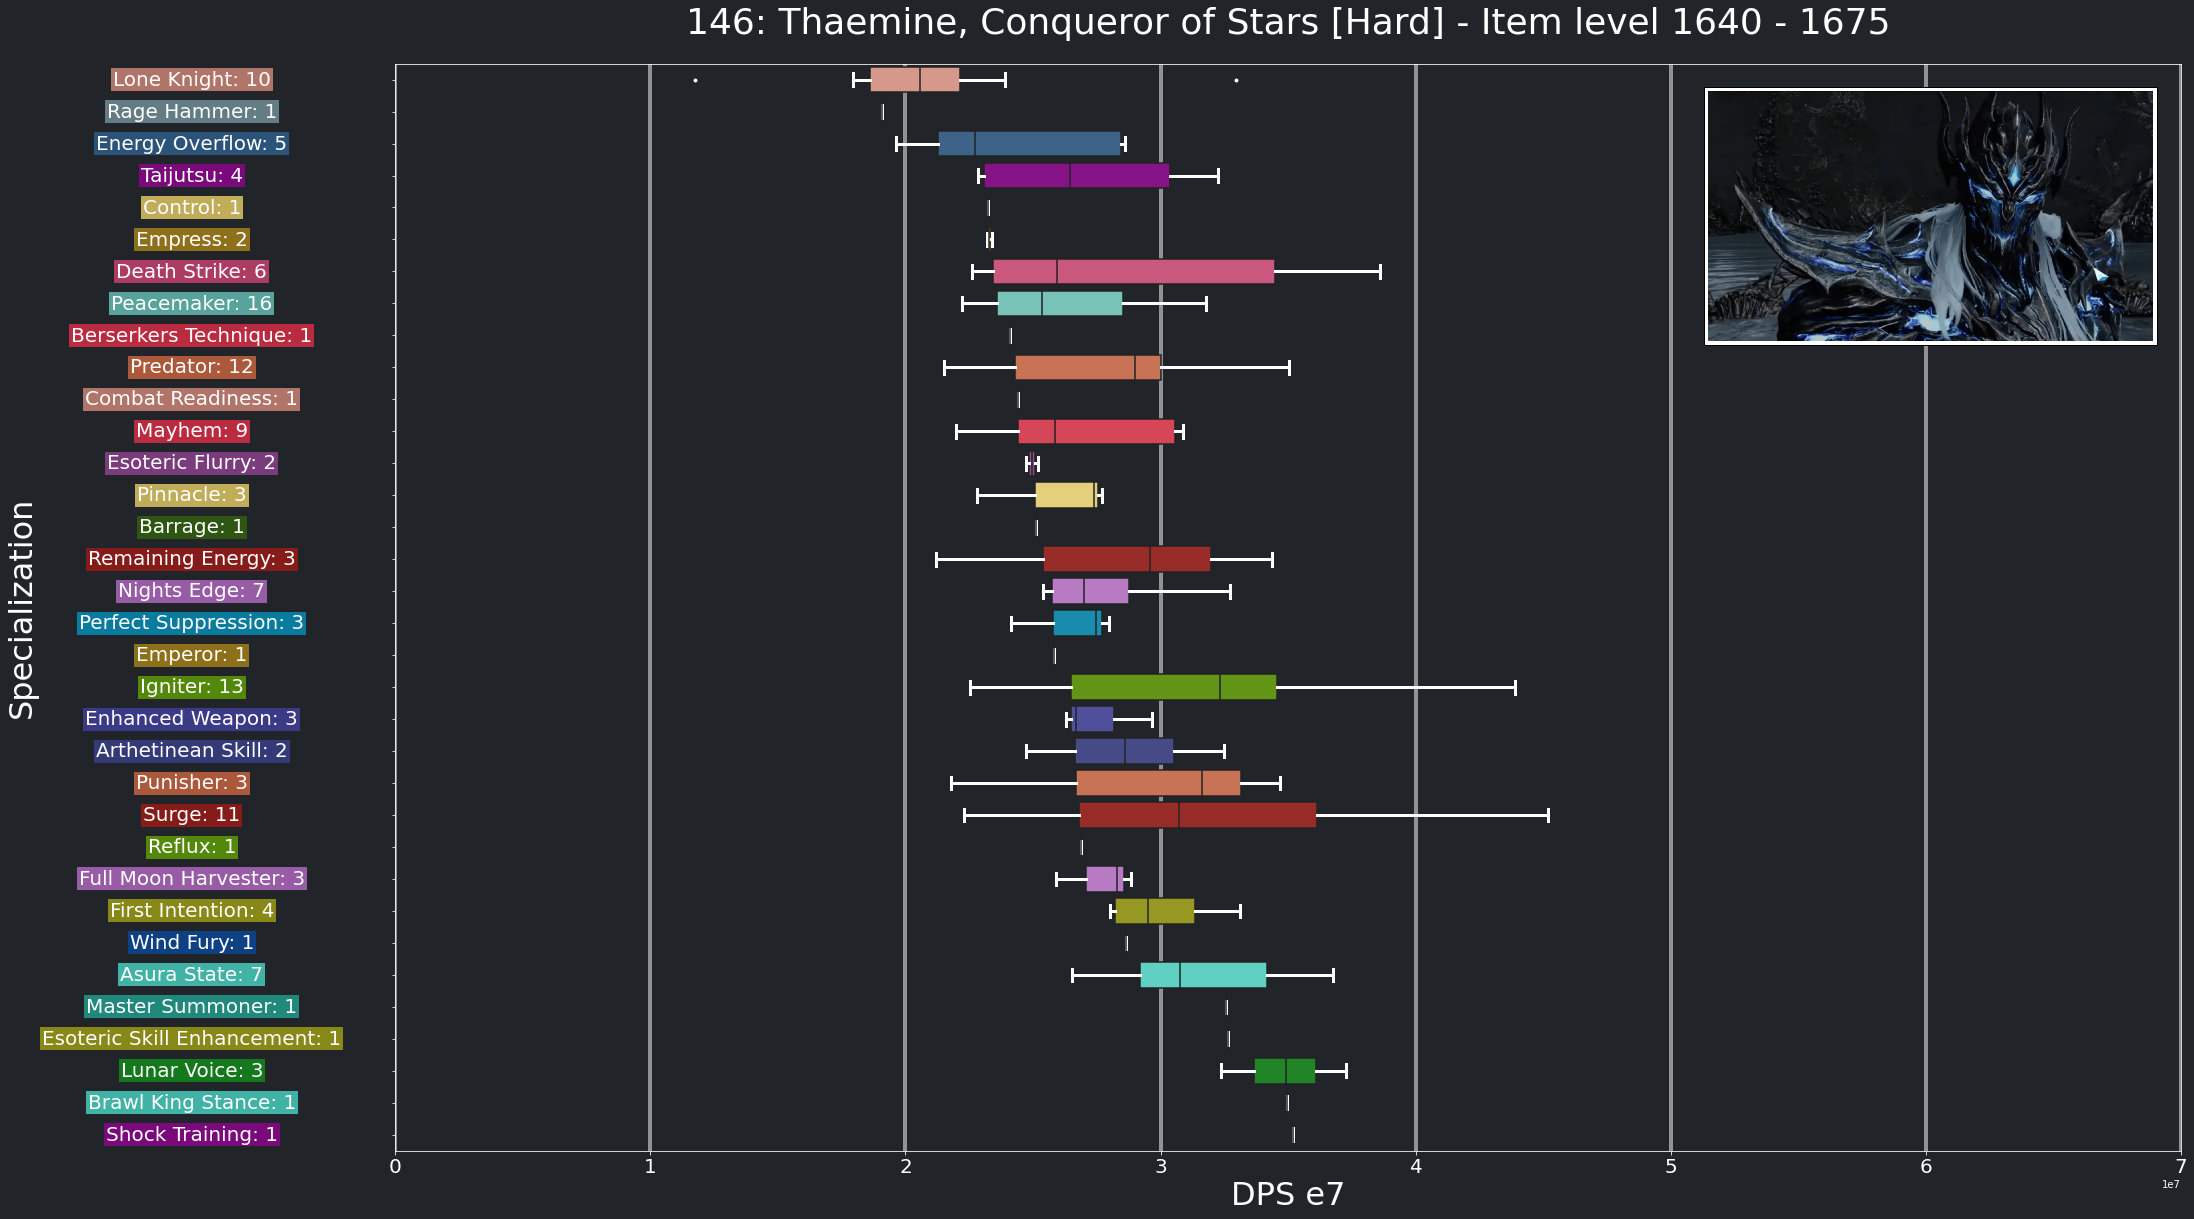 146: Thaemine, Conqueror of Stars [Hard] - Item level 1640 - 1675
Specialization
Lone Knight: 10
Rage Hammer: 1
Energy Overflow: 5
Taijutsu: 4
Control: 1
Empress: 2
Death Strike: 6
Peacemaker: 16
Berserkers Technique: 1
Predator: 12
Combat Readiness: 1
Mayhem: 9
Esoteric Flurry: 2
Pinnacle: 3
Barrage: 1
Remaining Energy: 3
Nights Edge: 7
Perfect Suppression: 3
Emperor: 1
Igniter: 13
Enhanced Weapon: 3
Arthetinean Skill: 2
Punisher: 3
Surge: 11
Reflux: 1
Full Moon Harvester: 3
First Intention: 4
Wind Fury: 1
Asura State: 7
Master Summoner: 1
Esoteric Skill Enhancement: 1
Lunar Voice: 3
Brawl King Stance: 1
Shock Training: 1
0 1 2 3 4 5 6 7
1e7
DPS e7